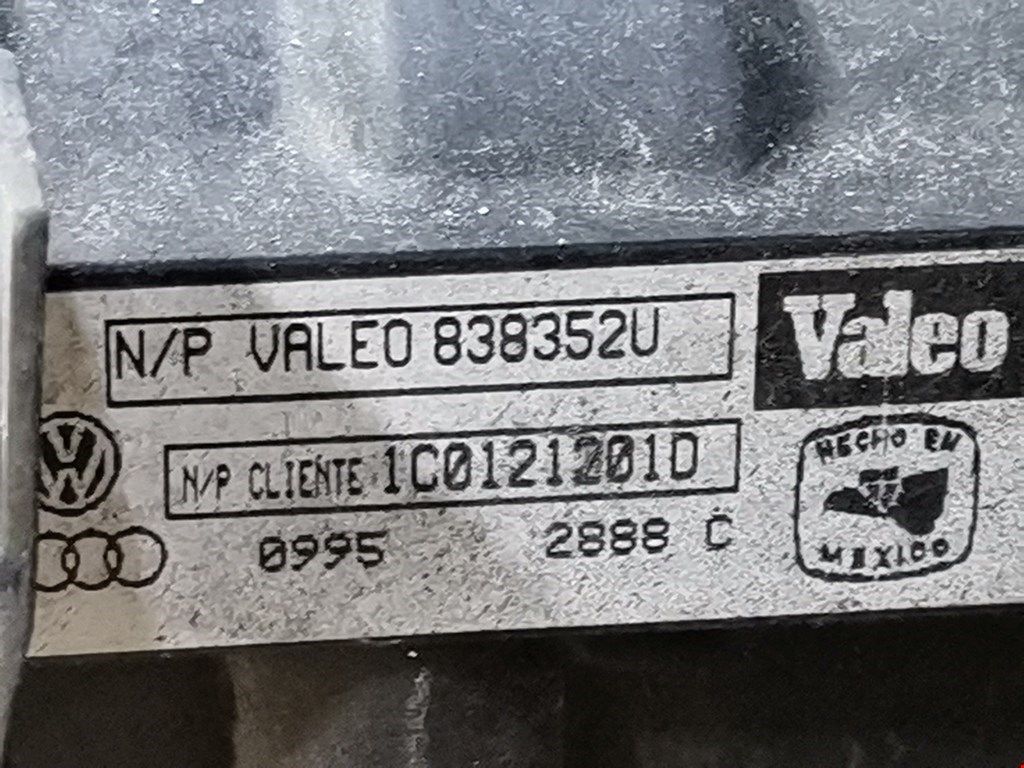 N/P VALEO 838352U
Valeo
N/P CLIENTE 1C0121201D
0995 2888 C
HECHO EN
MEXICO